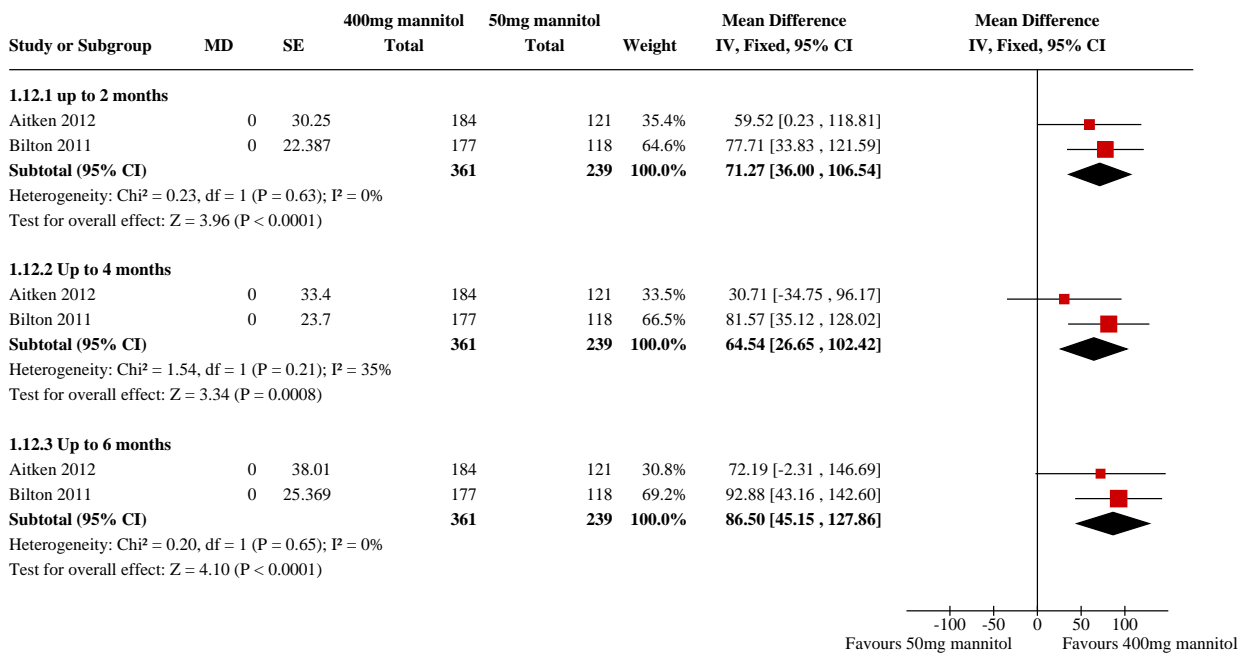 400mg mannitol 50mg mannitol Mean Difference Mean Difference
Study or Subgroup MD SE Total Total Weight IV, Fixed, 95% CI IV, Fixed, 95% CI
1.12.1 up to 2 months
Aitken 2012 0 30.25 184 121 35.4% 59.52 [0.23 , 118.81]
Bilton 2011 0 22.387 177 118 64.6% 77.71 [33.83 , 121.59]
Subtotal (95% CI) 361 239 100.0% 71.27 [36.00 , 106.54]
Heterogeneity: Chi² = 0.23, df = 1 (P = 0.63); I² = 0%
Test for overall effect: Z = 3.96 (P < 0.0001)
1.12.2 Up to 4 months
Aitken 2012 0 33.4 184 121 33.5% 30.71 [-34.75 , 96.17]
Bilton 2011 0 23.7 177 118 66.5% 81.57 [35.12 , 128.02]
Subtotal (95% CI) 361 239 100.0% 64.54 [26.65 , 102.42]
Heterogeneity: Chi² = 1.54, df = 1 (P = 0.21); I² = 35%
Test for overall effect: Z = 3.34 (P = 0.0008)
1.12.3 Up to 6 months
Aitken 2012 0 38.01 184 121 30.8% 72.19 [-2.31 , 146.69]
Bilton 2011 0 25.369 177 118 69.2% 92.88 [43.16 , 142.60]
Subtotal (95% CI) 361 239 100.0% 86.50 [45.15 , 127.86]
Heterogeneity: Chi² = 0.20, df = 1 (P = 0.65); I² = 0%
Test for overall effect: Z = 4.10 (P < 0.0001)
-100 -50 0 50 100
Favours 50mg mannitol Favours 400mg mannitol